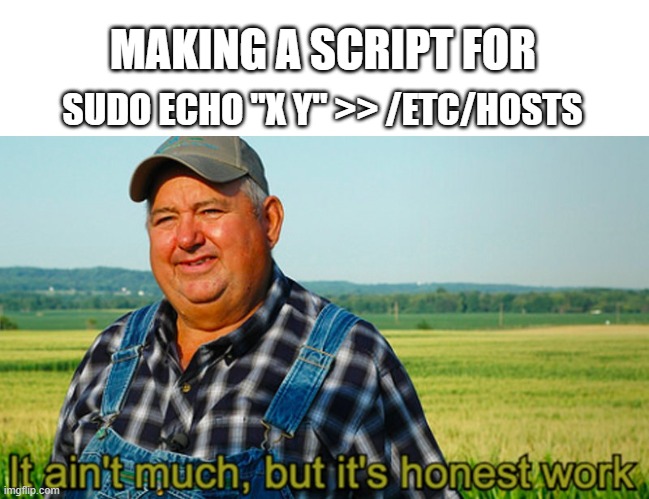 MAKING A SCRIPT FOR
SUDO ECHO "X Y" >> /ETC/HOSTS
It ain't much, but it's honest work
imgflip.com